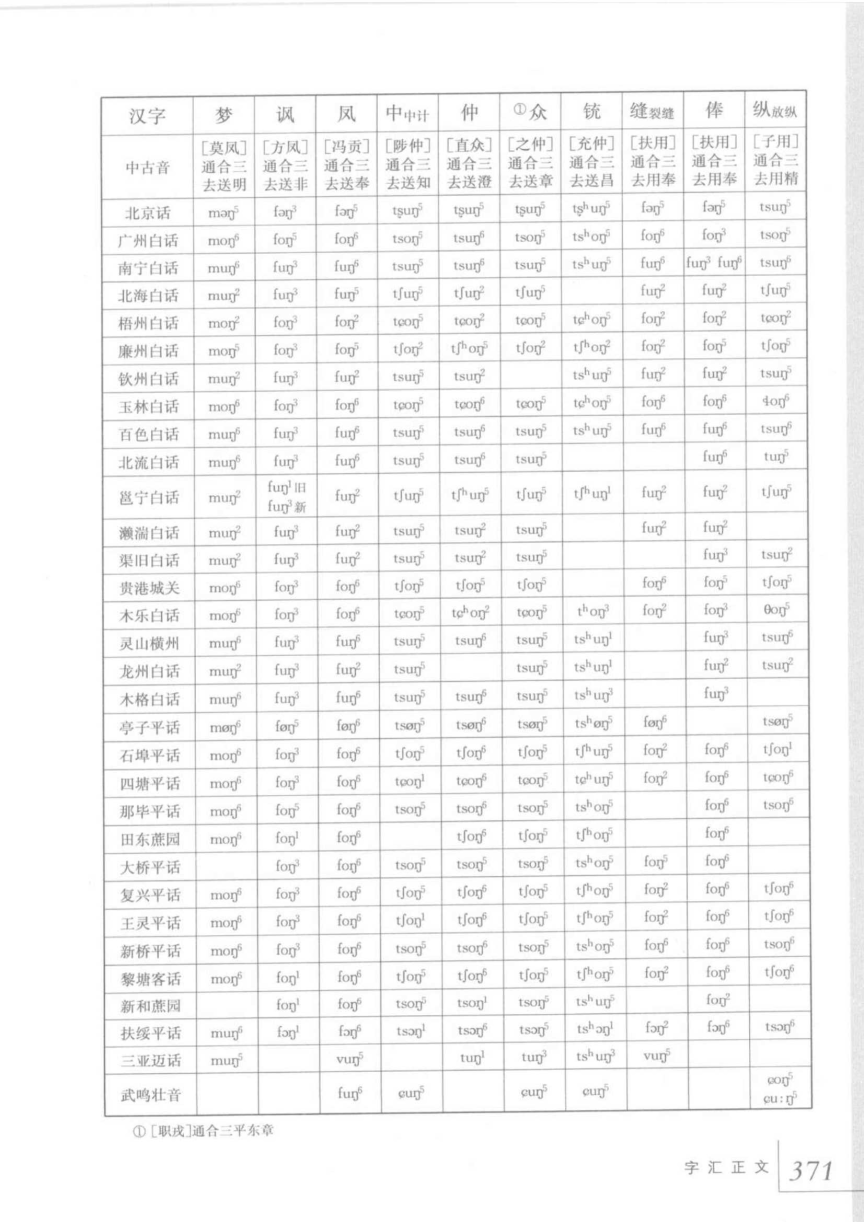 汉字 梦 讽 凤 中中计 仲 ①众 铳 缝裂缝 俸 纵放纵
中古音 [莫凤]通合三去送明 [方凤]通合三去送非 [冯贡]通合三去送奉 [陟仲]通合三去送知 [直众]通合三去送澄 [之仲]通合三去送章 [充仲]通合三去送昌 [扶用]通合三去用奉 [扶用]通合三去用奉 [子用]通合三去用精
北京话 məŋ⁵ fəŋ³ fəŋ⁵ tʂuŋ⁵ tʂuŋ⁵ tʂuŋ⁵ tʂʰuŋ⁵ fəŋ⁵ fəŋ⁵ tsuŋ⁵
广州白话 moŋ⁶ foŋ⁵ foŋ⁶ tsoŋ⁵ tsuŋ⁶ tsoŋ⁵ tsʰoŋ⁵ foŋ⁶ foŋ³ tsoŋ⁵
南宁白话 muŋ⁶ fuŋ³ fuŋ⁶ tsuŋ⁵ tsuŋ⁶ tsuŋ⁵ tsʰuŋ⁵ fuŋ⁶ fuŋ³ fuŋ⁶ tsuŋ⁶
北海白话 muŋ² fuŋ³ fuŋ⁵ tʃuŋ⁵ tʃuŋ² tʃuŋ⁵ fuŋ² fuŋ² tʃuŋ⁵
梧州白话 moŋ² foŋ³ foŋ² tɕoŋ⁵ tɕoŋ² tɕoŋ⁵ tɕʰoŋ⁵ foŋ² foŋ² tɕoŋ²
廉州白话 moŋ⁵ foŋ³ foŋ⁵ tʃoŋ² tʃʰoŋ⁵ tʃoŋ² tʃʰoŋ² foŋ² foŋ⁵ tʃoŋ⁵
钦州白话 muŋ² fuŋ³ fuŋ² tsuŋ⁵ tsuŋ² tsʰuŋ⁵ fuŋ² fuŋ² tsuŋ⁵
玉林白话 moŋ⁶ foŋ³ foŋ⁶ tɕoŋ⁵ tɕoŋ⁶ tɕoŋ⁵ tɕʰoŋ⁵ foŋ⁶ foŋ⁶ ɬoŋ⁶
百色白话 muŋ⁶ fuŋ³ fuŋ⁶ tsuŋ⁵ tsuŋ⁶ tsuŋ⁵ tsʰuŋ⁵ fuŋ⁶ fuŋ⁶ tsuŋ⁶
北流白话 muŋ⁶ fuŋ³ fuŋ⁶ tsuŋ⁵ tsuŋ⁶ tsuŋ⁵ fuŋ⁶ tuŋ⁵
邕宁白话 muŋ² fuŋ¹旧 fuŋ³新 fuŋ² tʃuŋ⁵ tʃʰuŋ⁵ tʃuŋ⁵ tʃʰuŋ¹ fuŋ² fuŋ² tʃuŋ⁵
濑湍白话 muŋ² fuŋ³ fuŋ² tsuŋ⁵ tsuŋ² tsuŋ⁵ fuŋ² fuŋ²
渠旧白话 muŋ² fuŋ³ fuŋ² tsuŋ⁵ tsuŋ² tsuŋ⁵ fuŋ³ tsuŋ²
贵港城关 moŋ⁶ foŋ³ foŋ⁶ tʃoŋ⁵ tʃoŋ⁵ tʃoŋ⁵ foŋ⁶ foŋ⁵ tʃoŋ⁵
木乐白话 moŋ⁶ foŋ³ foŋ⁶ tɕoŋ⁵ tɕʰoŋ² tɕoŋ⁵ tʰoŋ³ foŋ² foŋ³ θoŋ⁵
灵山横州 muŋ⁶ fuŋ³ fuŋ⁶ tsuŋ⁵ tsuŋ⁶ tsuŋ⁵ tsʰuŋ¹ fuŋ³ tsuŋ⁶
龙州白话 muŋ² fuŋ³ fuŋ² tsuŋ⁵ tsuŋ⁵ tsʰuŋ¹ fuŋ² tsuŋ²
木格白话 muŋ⁶ fuŋ³ fuŋ⁶ tsuŋ⁵ tsuŋ⁶ tsuŋ⁵ tsʰuŋ³ fuŋ³
亭子平话 møŋ⁶ føŋ⁵ føŋ⁶ tsøŋ⁵ tsøŋ⁶ tsøŋ⁵ tsʰøŋ⁵ føŋ⁶ tsøŋ⁵
石埠平话 moŋ⁶ foŋ³ foŋ⁶ tʃoŋ⁵ tʃoŋ⁶ tʃoŋ⁵ tʃʰuŋ⁵ foŋ² foŋ⁶ tʃoŋ¹
四塘平话 moŋ⁶ foŋ³ foŋ⁶ tɕoŋ¹ tɕoŋ⁶ tɕoŋ⁵ tɕʰuŋ⁵ foŋ² foŋ⁶ tɕoŋ⁶
那毕平话 moŋ⁶ foŋ⁵ foŋ⁶ tsoŋ⁵ tsoŋ⁶ tsoŋ⁵ tsʰoŋ⁵ foŋ⁶ tsoŋ⁶
田东蔗园 moŋ⁶ foŋ¹ foŋ⁶ tʃoŋ⁶ tʃoŋ⁵ tʃʰoŋ⁵ foŋ⁶
大桥平话 foŋ³ foŋ⁶ tsoŋ⁵ tsoŋ⁵ tsoŋ⁵ tsʰoŋ⁵ foŋ⁵ foŋ⁶
复兴平话 moŋ⁶ foŋ³ foŋ⁶ tʃoŋ⁵ tʃoŋ⁶ tʃoŋ⁵ tʃʰoŋ⁵ foŋ² foŋ⁶ tʃoŋ⁶
王灵平话 moŋ⁶ foŋ³ foŋ⁶ tʃoŋ¹ tʃoŋ⁶ tʃoŋ⁵ tʃʰoŋ⁵ foŋ² foŋ⁶ tʃoŋ⁶
新桥平话 moŋ⁶ foŋ³ foŋ⁶ tsoŋ⁵ tsoŋ⁶ tsoŋ⁵ tsʰoŋ⁵ foŋ⁶ foŋ⁶ tsoŋ⁶
黎塘客话 moŋ⁶ foŋ¹ foŋ⁶ tʃoŋ⁵ tʃoŋ⁶ tʃoŋ⁵ tʃʰoŋ⁵ foŋ² foŋ⁶ tʃoŋ⁶
新和蔗园 foŋ¹ foŋ⁶ tsoŋ⁵ tsoŋ¹ tsoŋ⁵ tsʰuŋ⁵ foŋ²
扶绥平话 muŋ⁶ fəŋ¹ fɔŋ⁶ tsɔŋ¹ tsɔŋ⁶ tsɔŋ⁵ tsʰɔŋ¹ fɔŋ² fɔŋ⁶ tsɔŋ⁶
三亚迈话 muŋ⁵ vuŋ⁵ tuŋ¹ tuŋ³ tsʰuŋ³ vuŋ⁵
武鸣壮音 fuŋ⁶ ɕuŋ⁵ ɕuŋ⁵ ɕuŋ⁵ ɕoŋ⁵ ɕu:ŋ⁵
①[职戎]通合三平东章
字汇正文 371